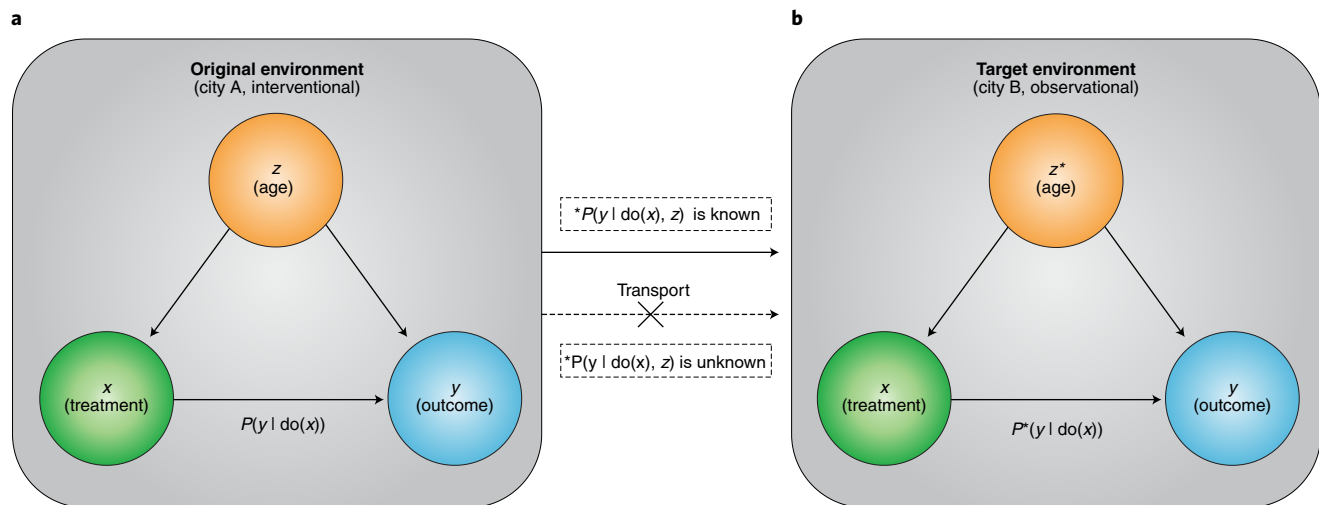 a
Original environment
(city A, interventional)
z
(age)
x
(treatment)
P(y | do(x))
y
(outcome)
*P(y | do(x), z) is known
Transport
*P(y | do(x), z) is unknown
b
Target environment
(city B, observational)
z*
(age)
x
(treatment)
P*(y | do(x))
y
(outcome)